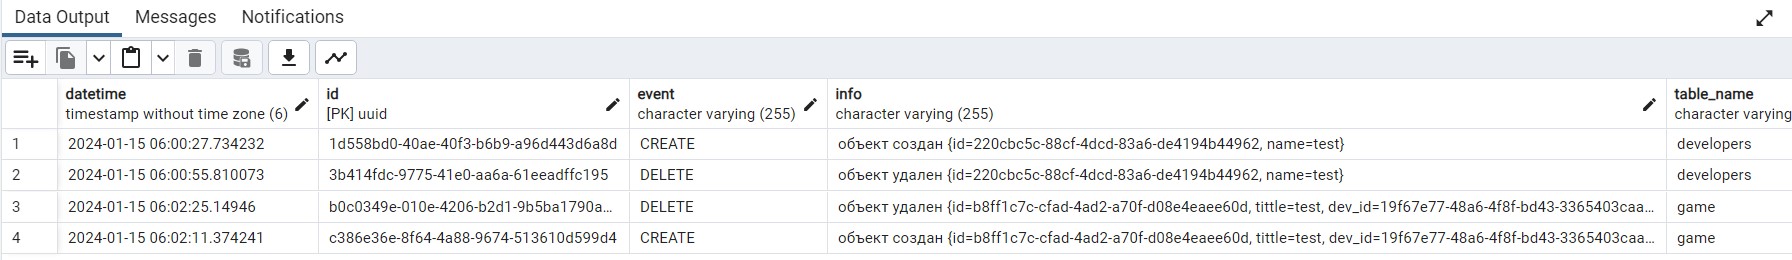 Data Output Messages Notifications
datetime id event info table_name
timestamp without time zone (6) [PK] uuid character varying (255) character varying (255) character varying
1 2024-01-15 06:00:27.734232 1d558bd0-40ae-40f3-b6b9-a96d443d6a8d CREATE объект создан {id=220cbc5c-88cf-4dcd-83a6-de4194b44962, name=test} developers
2 2024-01-15 06:00:55.810073 3b414fdc-9775-41e0-aa6a-61eeadffc195 DELETE объект удален {id=220cbc5c-88cf-4dcd-83a6-de4194b44962, name=test} developers
3 2024-01-15 06:02:25.14946 b0c0349e-010e-4206-b2d1-9b5ba1790a... DELETE объект удален {id=b8ff1c7c-cfad-4ad2-a70f-d08e4eaee60d, tittle=test, dev_id=19f67e77-48a6-4f8f-bd43-3365403caa... game
4 2024-01-15 06:02:11.374241 c386e36e-8f64-4a88-9674-513610d599d4 CREATE объект создан {id=b8ff1c7c-cfad-4ad2-a70f-d08e4eaee60d, tittle=test, dev_id=19f67e77-48a6-4f8f-bd43-3365403caa... game